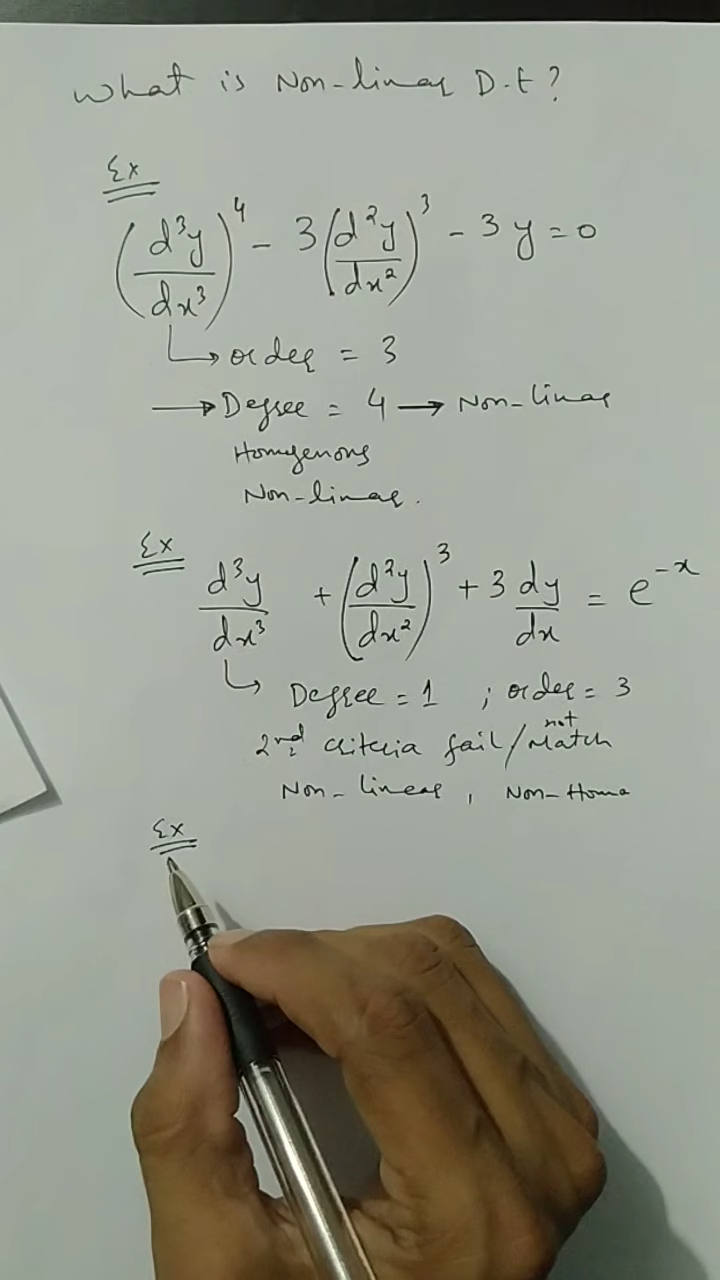 What is Non-linear D.E?
Ex
(d³y/dx³)⁴ - 3(d²y/dx²)³ - 3y = 0
↳ order = 3
→ Degree = 4 → Non-linear
Homogenous
Non-linear.
Ex
d³y/dx³ + (d²y/dx²)³ + 3 dy/dx = e⁻ˣ
↳ Degree = 1 ; order = 3
2nd criteria fail/not Match
Non-linear, Non-Homo
Ex